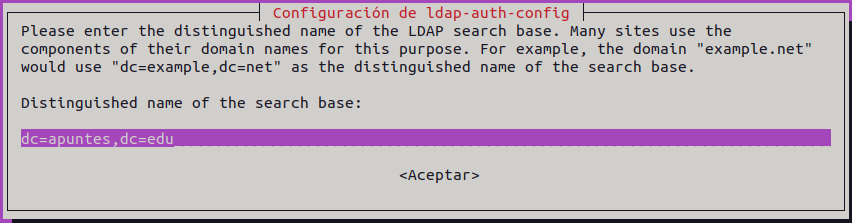 Configuración de ldap-auth-config
Please enter the distinguished name of the LDAP search base. Many sites use the
components of their domain names for this purpose. For example, the domain "example.net"
would use "dc=example,dc=net" as the distinguished name of the search base.
Distinguished name of the search base:
dc=apuntes,dc=edu
<Aceptar>